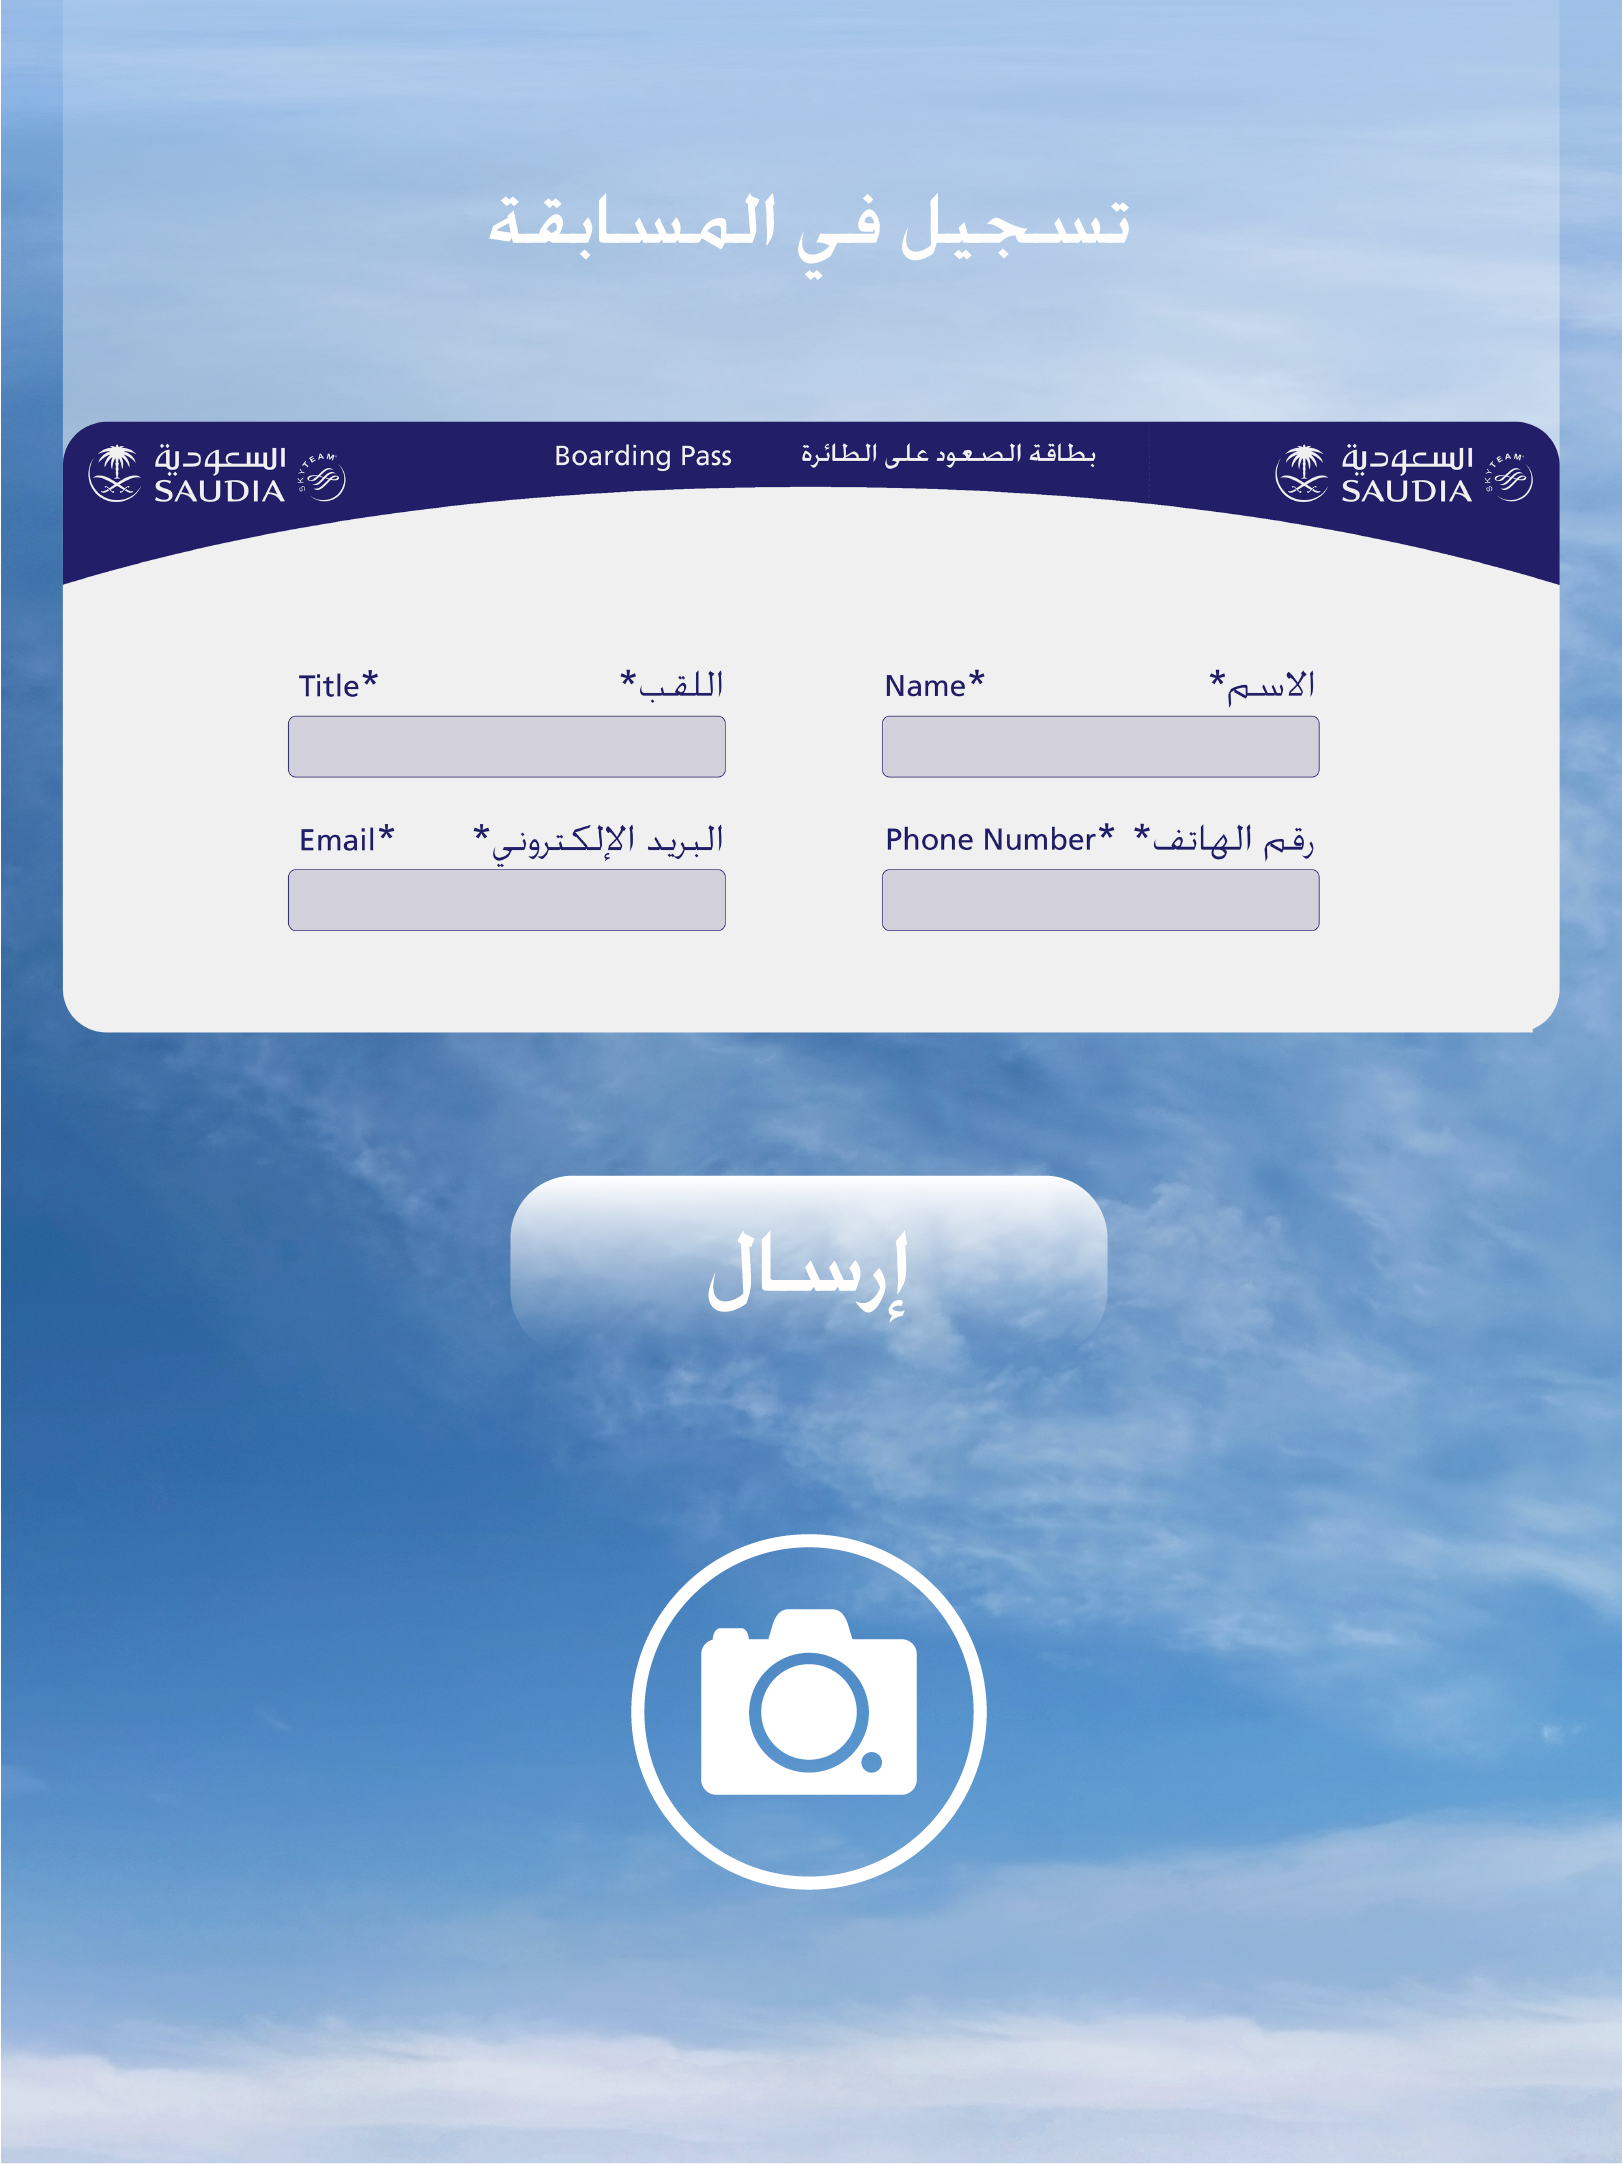 تسجيل في المسابقة
السعودية
SAUDIA
SKYTEAM
Boarding Pass بطاقة الصعود على الطائرة
السعودية
SAUDIA
SKYTEAM
Name* الاسم*
Title* اللقب*
Phone Number* رقم الهاتف*
Email* البريد الإلكتروني*
إرسال